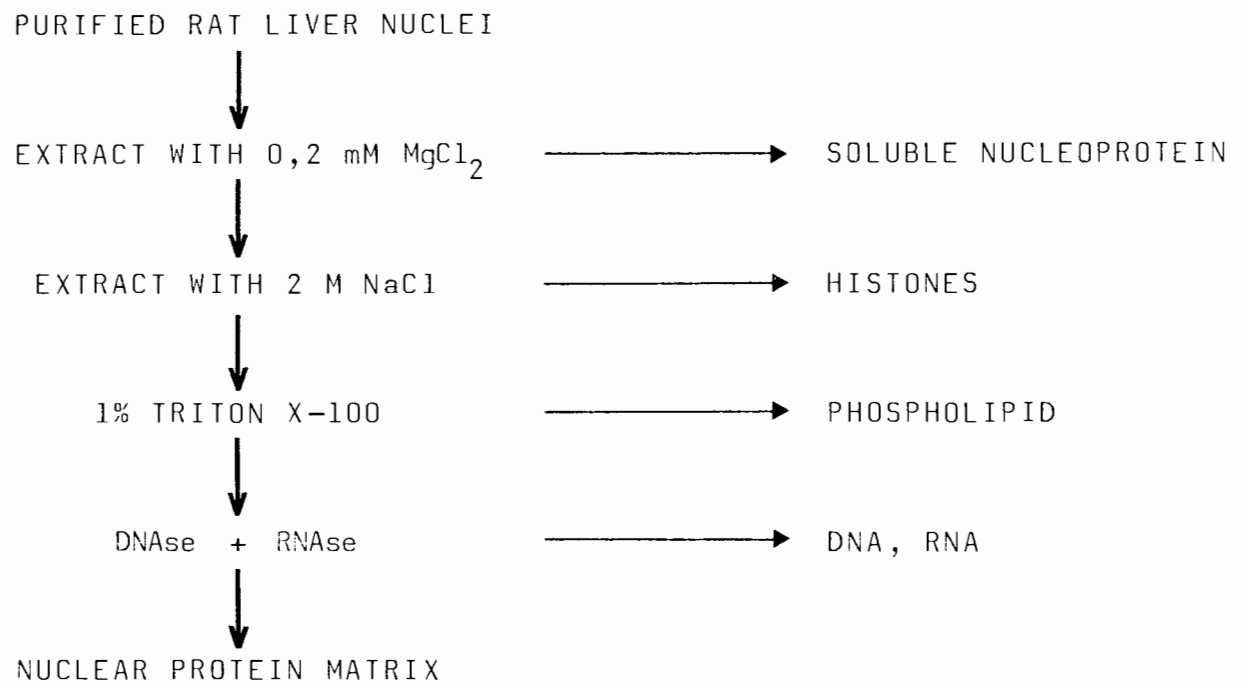 PURIFIED RAT LIVER NUCLEI
EXTRACT WITH 0,2 mM MgCl₂ SOLUBLE NUCLEOPROTEIN
EXTRACT WITH 2 M NaCl HISTONES
1% TRITON X-100 PHOSPHOLIPID
DNAse + RNAse DNA, RNA
NUCLEAR PROTEIN MATRIX